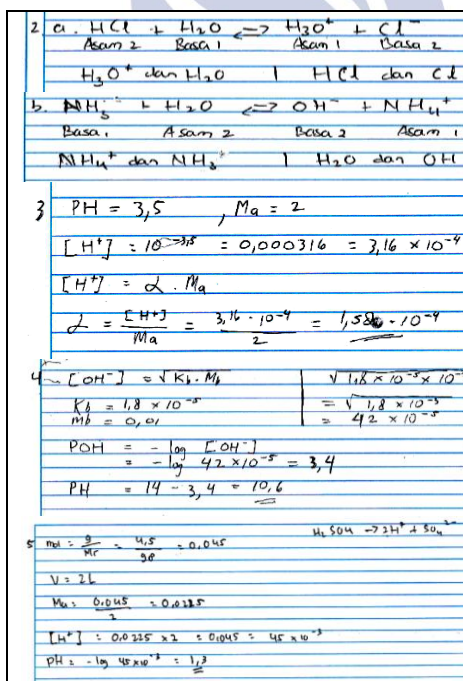 2 a. HCl + H₂O <=> H₃O⁺ + Cl⁻
Asam 2 Basa 1 Asam 1 Basa 2
H₃O⁺ dan H₂O | HCl dan Cl
b. NH₃ + H₂O <=> OH⁻ + NH₄⁺
Basa 1 Asam 2 Basa 2 Asam 1
NH₄⁺ dan NH₃ | H₂O dan OH
3 PH = 3,5 , Ma = 2
[H⁺] = 10⁻³,⁵ = 0,000316 = 3,16 × 10⁻⁴
[H⁺] = α . Ma
α = [H⁺]/Ma = 3,16 · 10⁻⁴/2 = 1,58 · 10⁻⁴
4 [OH⁻] = √Kb . Mb
Kb = 1,8 × 10⁻⁵
Mb = 0,01
√1,8 × 10⁻⁵ × 10
= √1,8 × 10⁻³
= 42 × 10⁻⁵
POH = - log [OH⁻]
= - log 42 × 10⁻⁵ = 3,4
PH = 14 - 3,4 = 10,6
5 mol = g/Mr = 4,5/98 = 0,045
H₂SO₄ → 2H⁺ + SO₄²⁻
V = 2L
Ma = 0,045/2 = 0,0225
[H⁺] = 0,0225 × 2 = 0,045 = 45 × 10⁻³
PH = - log 45 × 10⁻³ = 1,3